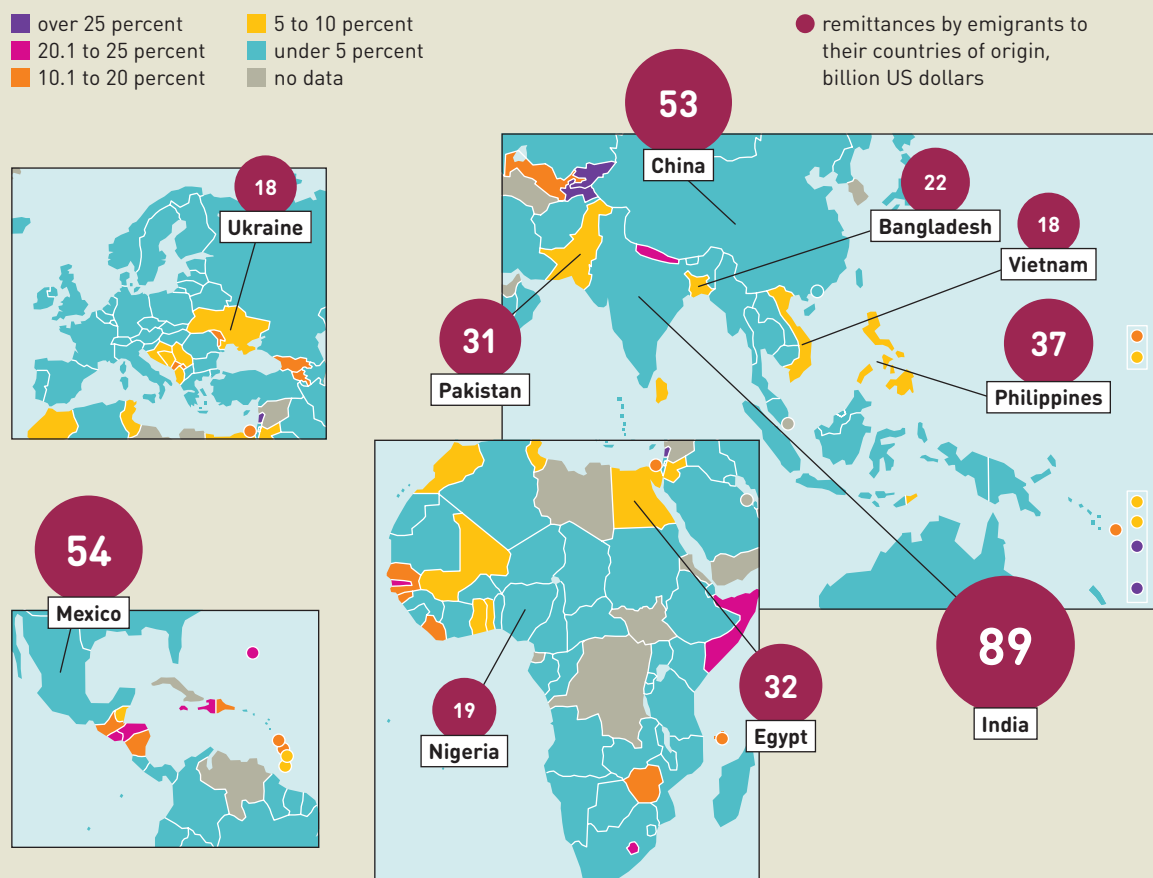 over 25 percent
20.1 to 25 percent
10.1 to 20 percent
5 to 10 percent
under 5 percent
no data
remittances by emigrants to
their countries of origin,
billion US dollars
53
China
18
Ukraine
22
Bangladesh
18
Vietnam
31
Pakistan
37
Philippines
54
Mexico
19
Nigeria
32
Egypt
89
India